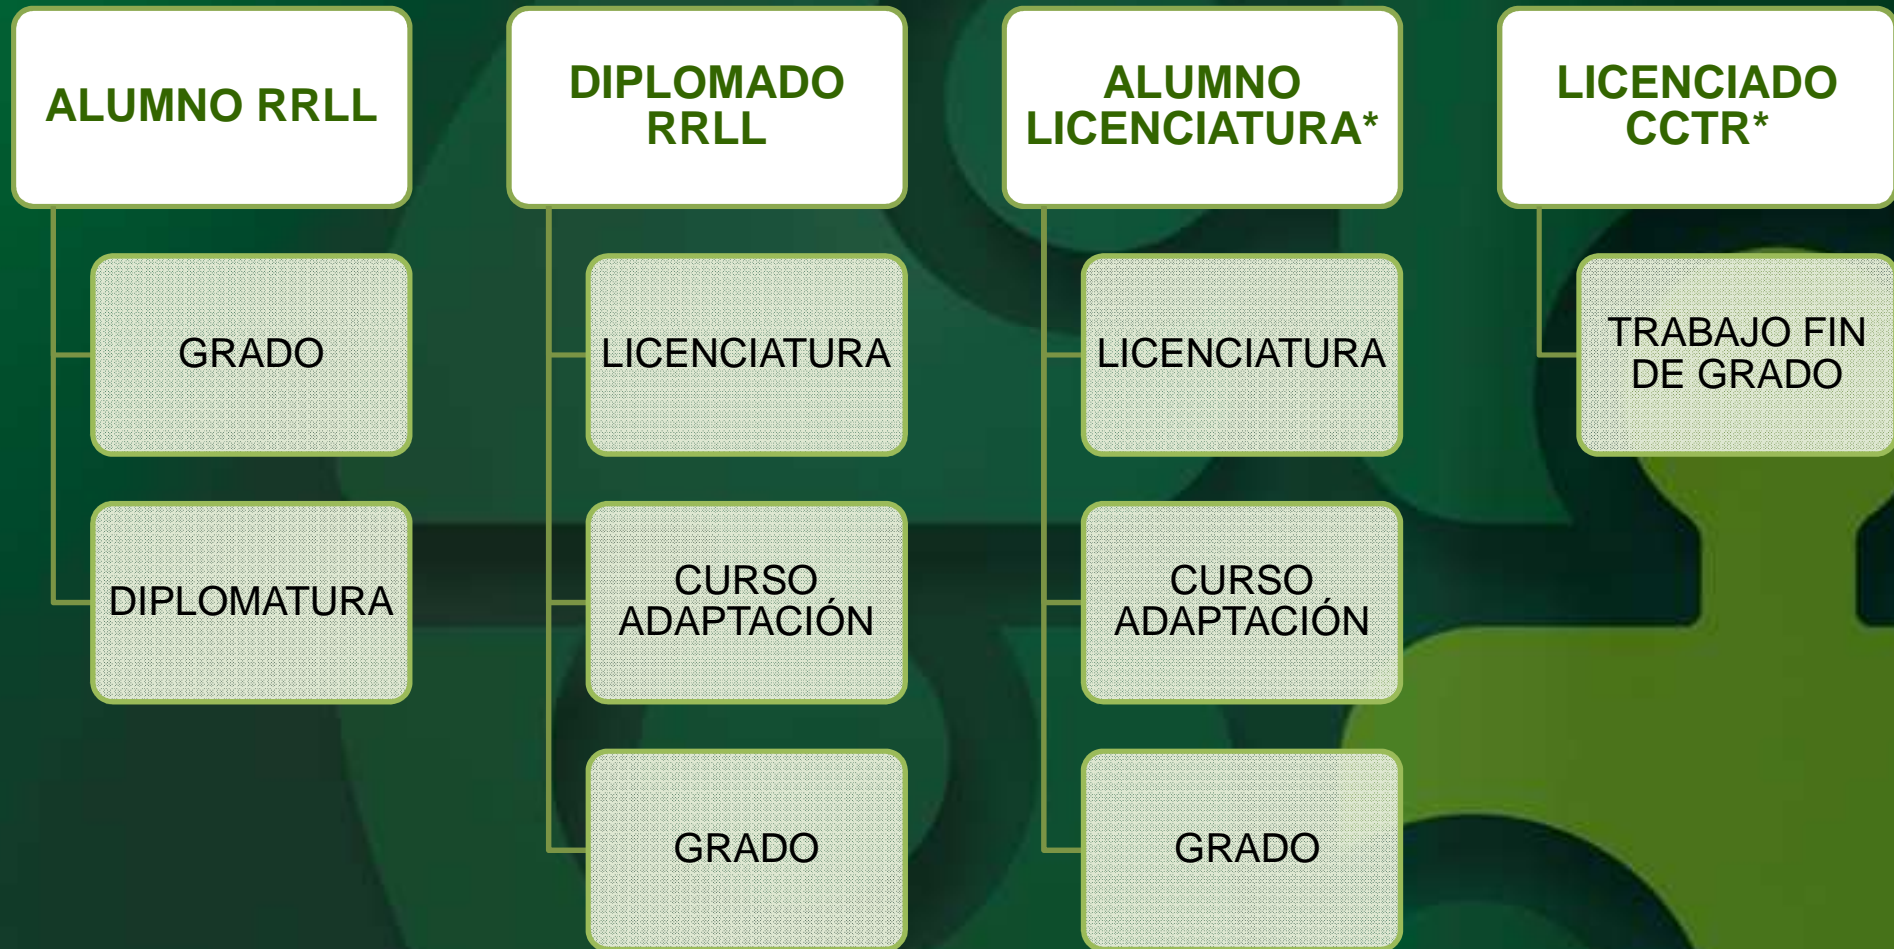 ALUMNO RRLL
GRADO
DIPLOMATURA
DIPLOMADO
RRLL
LICENCIATURA
CURSO
ADAPTACIÓN
GRADO
ALUMNO
LICENCIATURA*
LICENCIATURA
CURSO
ADAPTACIÓN
GRADO
LICENCIADO
CCTR*
TRABAJO FIN
DE GRADO